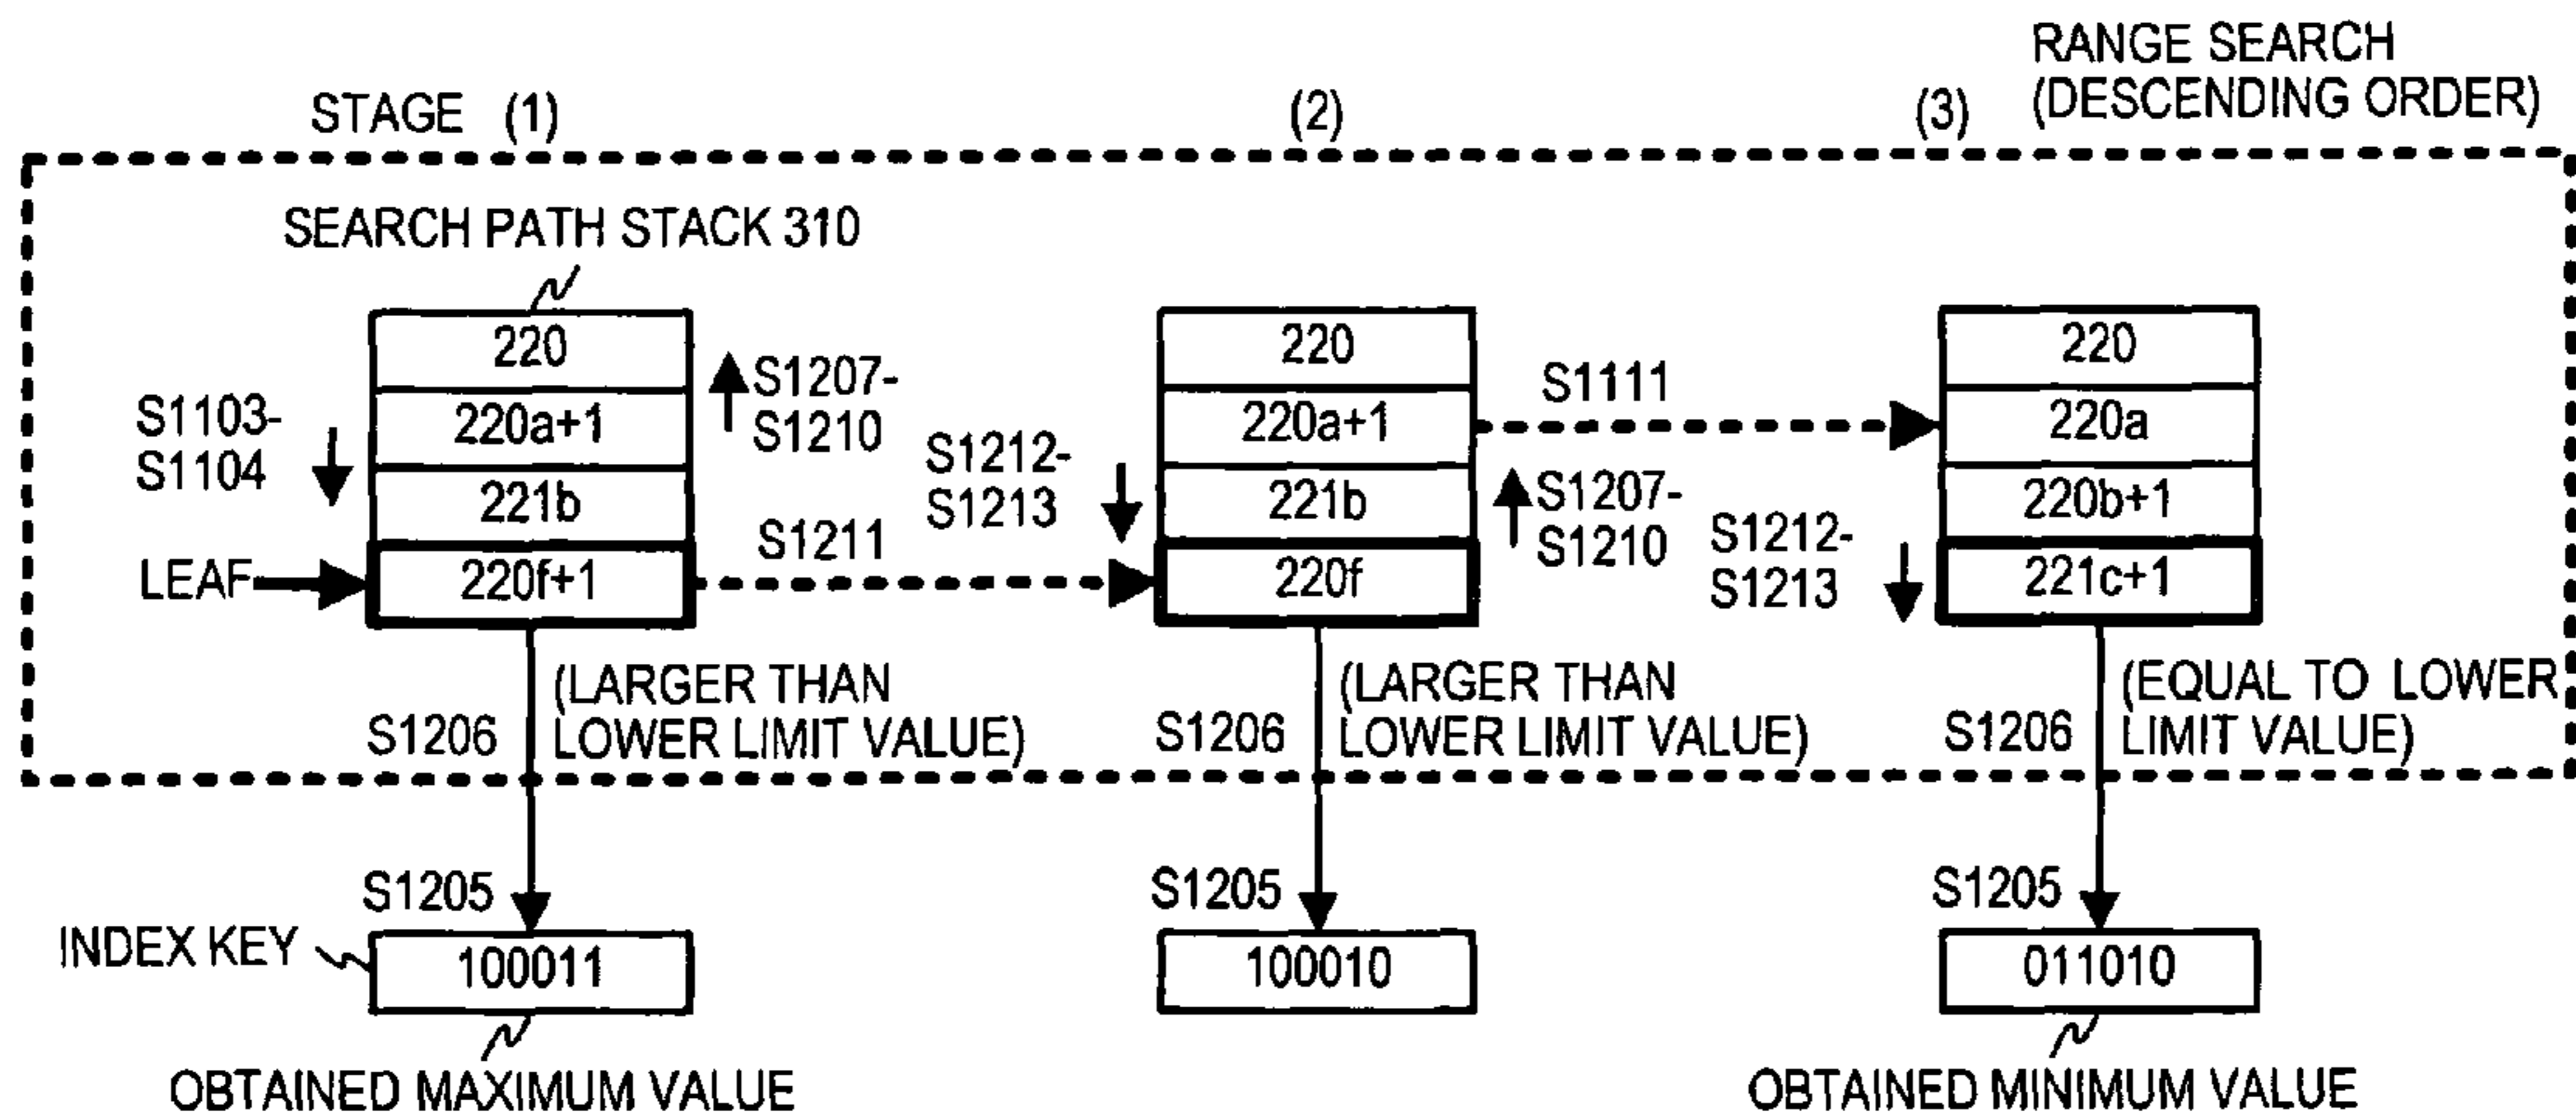 RANGE SEARCH
(DESCENDING ORDER)
STAGE (1)
(2)
(3)
SEARCH PATH STACK 310
220
220a+1
221b
220f+1
S1103-
S1104
LEAF
S1207-
S1210
S1211
S1206
(LARGER THAN
LOWER LIMIT VALUE)
S1205
INDEX KEY
100011
OBTAINED MAXIMUM VALUE
220
220a+1
221b
220f
S1212-
S1213
S1111
S1207-
S1210
S1206
(LARGER THAN
LOWER LIMIT VALUE)
S1205
100010
220
220a
220b+1
221c+1
S1212-
S1213
S1206
(EQUAL TO LOWER
LIMIT VALUE)
S1205
011010
OBTAINED MINIMUM VALUE